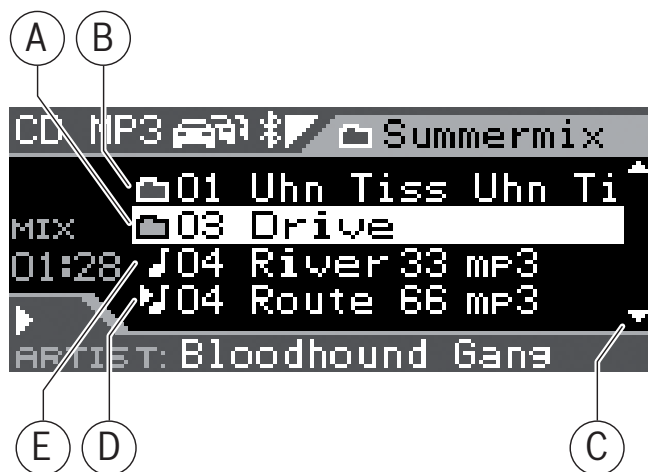 A B
CD MP3 Summermix
01 Uhn Tiss Uhn Ti
03 Drive
MIX
01:28 04 River 33 mp3
04 Route 66 mp3
ARTIST: Bloodhound Gang
E D C